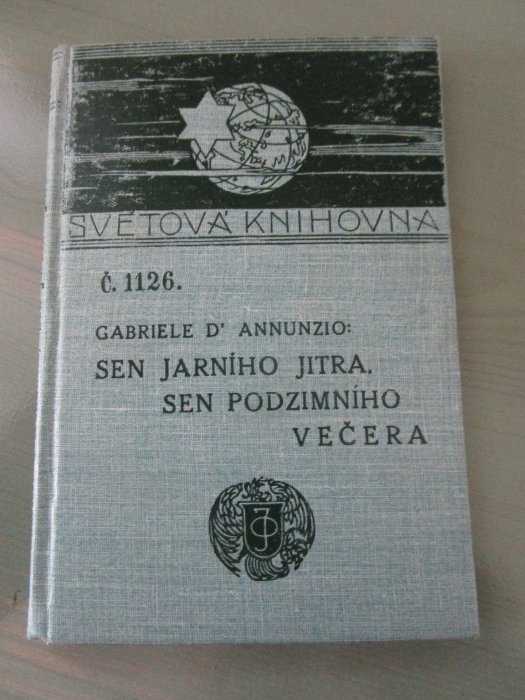 SVĚTOVÁ KNIHOVNA
Č. 1126.
GABRIELE D' ANNUNZIO:
SEN JARNÍHO JITRA.
SEN PODZIMNÍHO
VEČERA